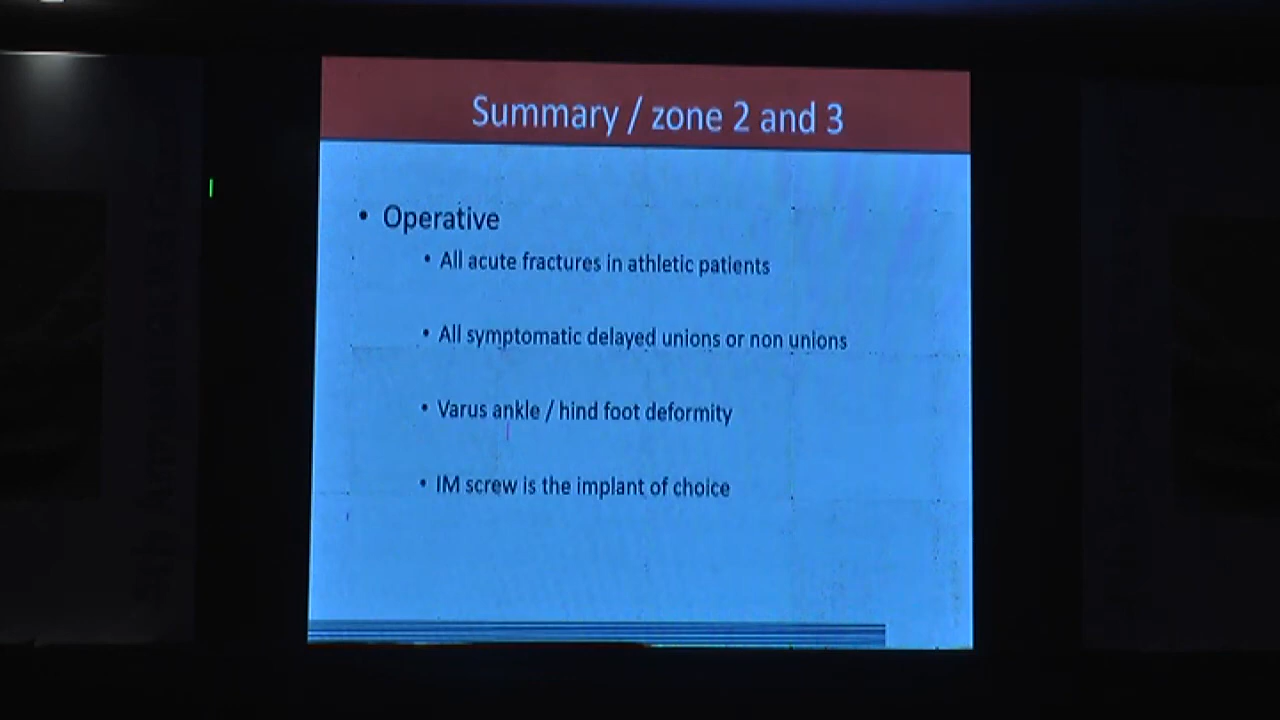 Summary / zone 2 and 3
• Operative
• All acute fractures in athletic patients
• All symptomatic delayed unions or non unions
• Varus ankle / hind foot deformity
• IM screw is the implant of choice